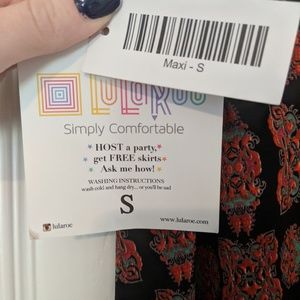 Maxi - S
LuLaRoe
Simply Comfortable
HOST a party,
get FREE skirts
Ask me how!
WASHING INSTRUCTIONS
wash cold and hang dry... or you'll be sad
S
lularoe
www.lularoe.com